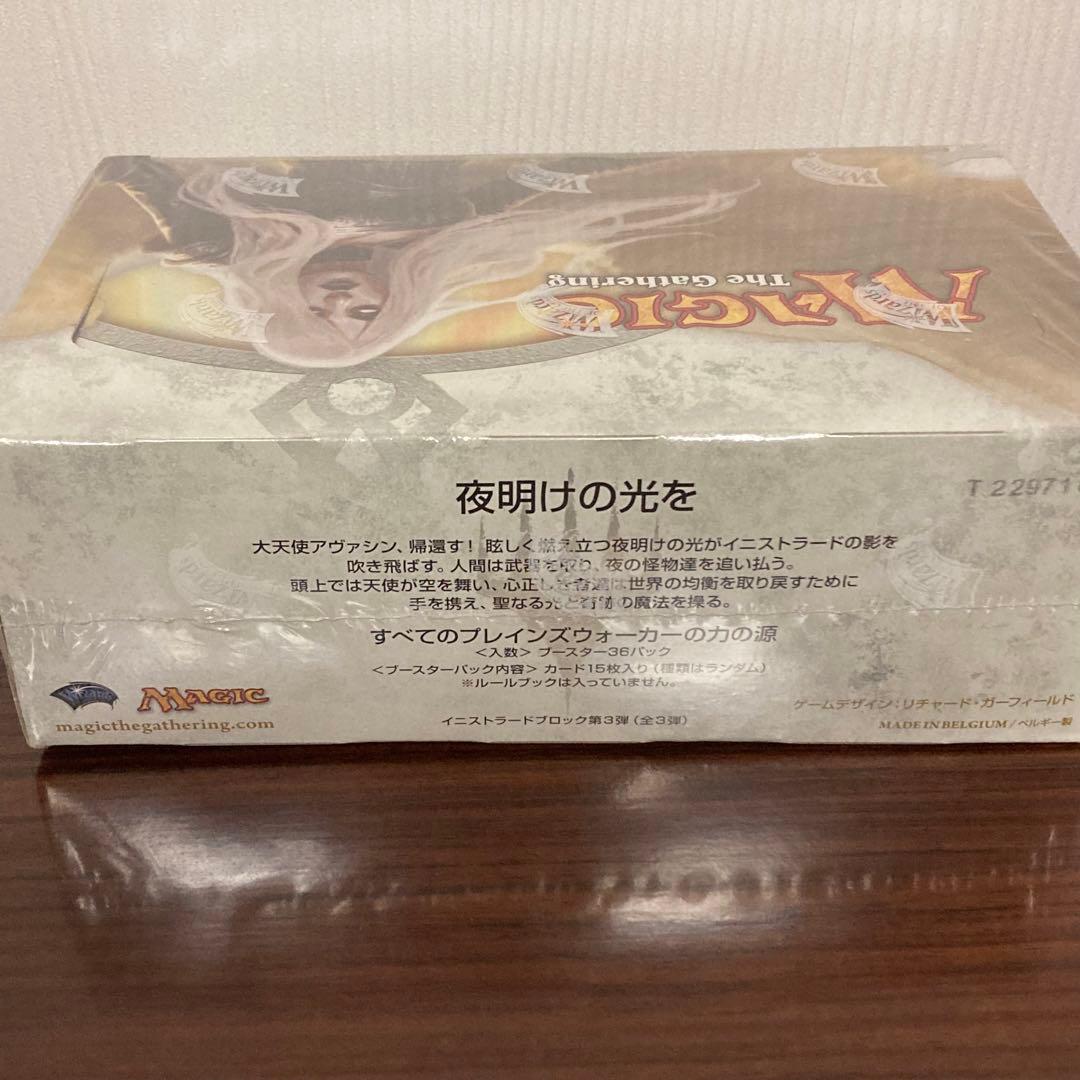 MAGIC
The Gathering
夜明けの光を
T 22971
大天使アヴァシン、帰還す! 眩しく燃え立つ夜明けの光がイニストラードの影を
吹き飛ばす。人間は武器を取り、夜の怪物達を追い払う。
頭上では天使が空を舞い、心正しき者達は世界の均衡を取り戻すために
手を携え、聖なる光と奇跡の魔法を操る。
すべてのプレインズウォーカーの力の源
<入数> ブースター36パック
<ブースターパック内容> カード15枚入り (種類はランダム)
※ルールブックは入っていません。
Wizards MAGIC
magicthegathering.com
イニストラードブロック第3弾 (全3弾)
ゲームデザイン:リチャード・ガーフィールド
MADE IN BELGIUM / ベルギー製